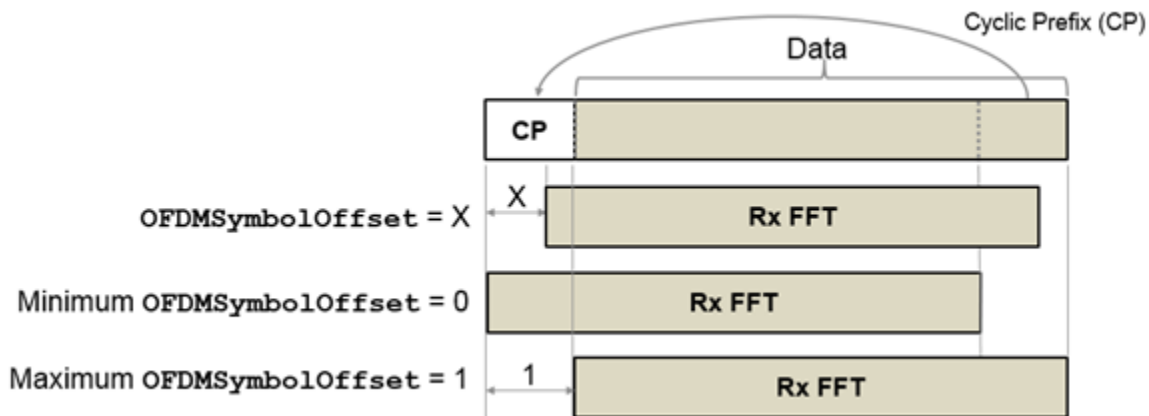 Cyclic Prefix (CP)
Data
CP
X
OFDMSymbolOffset = X
Rx FFT
Minimum OFDMSymbolOffset = 0
Rx FFT
Maximum OFDMSymbolOffset = 1
1
Rx FFT